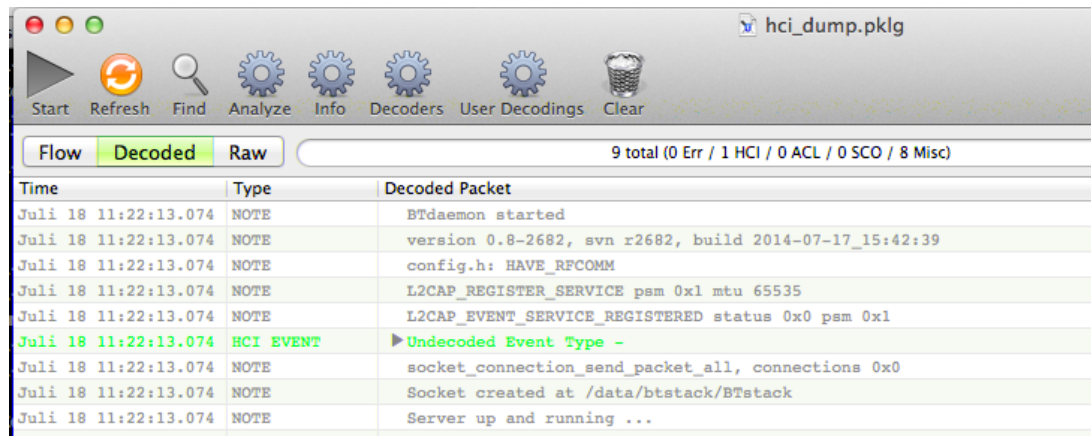 hci_dump.pklg
Start Refresh Find Analyze Info Decoders User Decodings Clear
Flow Decoded Raw 9 total (0 Err / 1 HCI / 0 ACL / 0 SCO / 8 Misc)
Time Type Decoded Packet
Juli 18 11:22:13.074 NOTE BTdaemon started
Juli 18 11:22:13.074 NOTE version 0.8-2682, svn r2682, build 2014-07-17_15:42:39
Juli 18 11:22:13.074 NOTE config.h: HAVE_RFCOMM
Juli 18 11:22:13.074 NOTE L2CAP_REGISTER_SERVICE psm 0x1 mtu 65535
Juli 18 11:22:13.074 NOTE L2CAP_EVENT_SERVICE_REGISTERED status 0x0 psm 0x1
Juli 18 11:22:13.074 HCI EVENT Undecoded Event Type -
Juli 18 11:22:13.074 NOTE socket_connection_send_packet_all, connections 0x0
Juli 18 11:22:13.074 NOTE Socket created at /data/btstack/BTstack
Juli 18 11:22:13.074 NOTE Server up and running ...